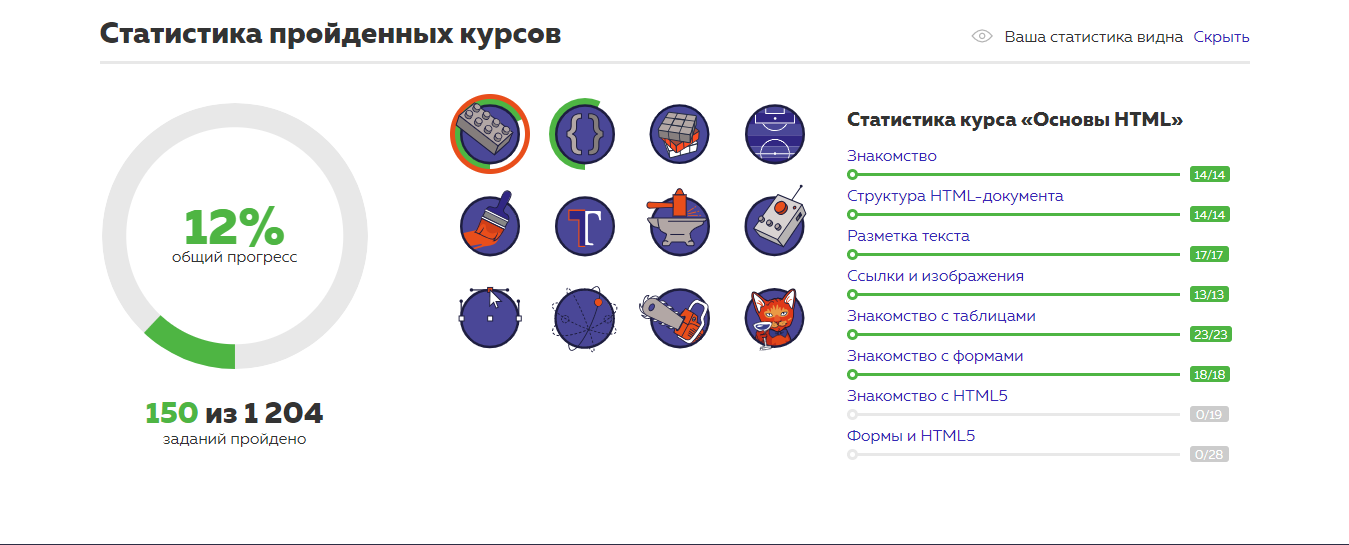 Статистика пройденных курсов
Ваша статистика видна Скрыть
12%
общий прогресс
150 из 1 204
заданий пройдено
{ }
T T
Статистика курса «Основы HTML»
Знакомство
14/14
Структура HTML-документа
14/14
Разметка текста
17/17
Ссылки и изображения
13/13
Знакомство с таблицами
23/23
Знакомство с формами
18/18
Знакомство с HTML5
0/19
Формы и HTML5
0/28